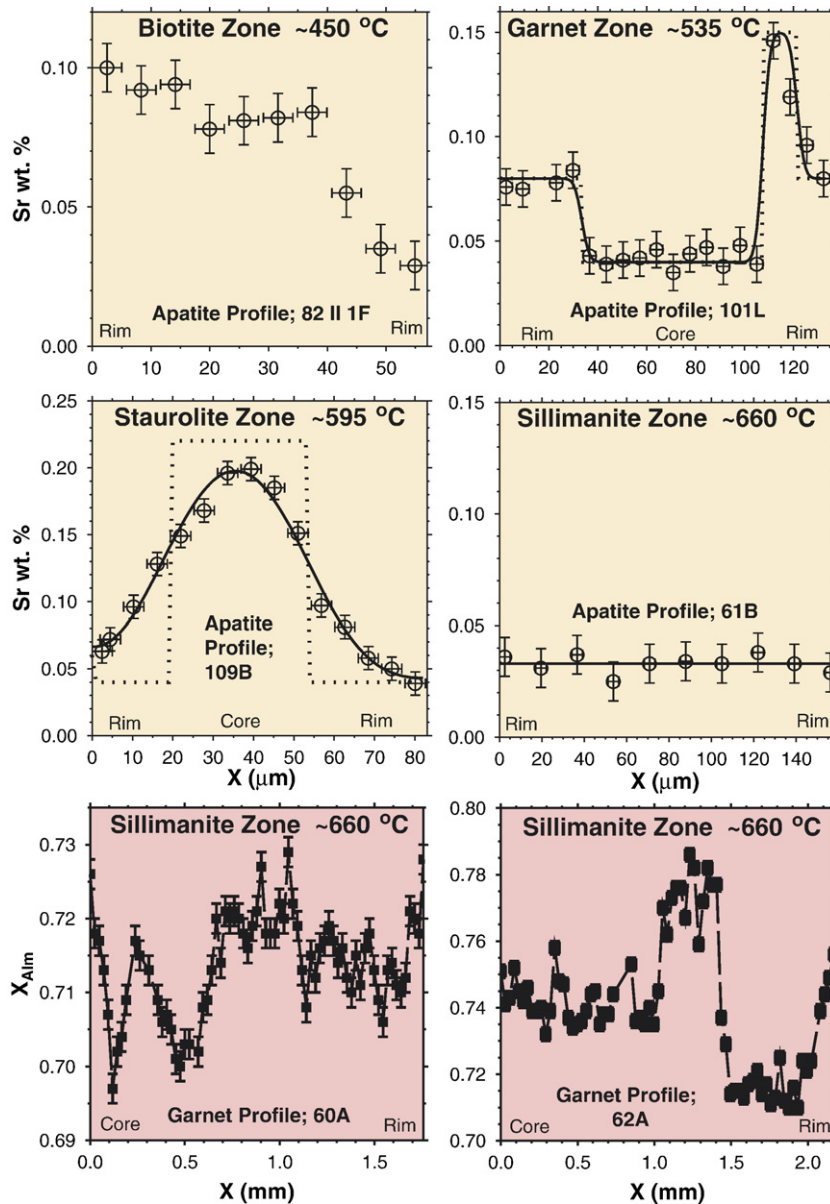 Biotite Zone ~450 °C
Sr wt. %
0.10
0.05
0.00
Apatite Profile; 82 II 1F
Rim
Rim
0 10 20 30 40 50
Garnet Zone ~535 °C
0.15
0.10
0.05
0.00
Apatite Profile; 101L
Rim
Core
Rim
0 20 40 60 80 100 120
Staurolite Zone ~595 °C
Sr wt. %
0.25
0.20
0.15
0.10
0.05
0.00
Apatite
Profile;
109B
Rim
Core
Rim
0 10 20 30 40 50 60 70 80
X (μm)
Sillimanite Zone ~660 °C
0.15
0.10
0.05
0.00
Apatite Profile; 61B
Rim
Rim
0 20 40 60 80 100 120 140
X (μm)
Sillimanite Zone ~660 °C
XAlm
0.73
0.72
0.71
0.70
0.69
Garnet Profile; 60A
Core
Rim
0.0 0.5 1.0 1.5
X (mm)
Sillimanite Zone ~660 °C
0.80
0.78
0.76
0.74
0.72
0.70
Garnet Profile;
62A
Core
Rim
0.0 0.5 1.0 1.5 2.0
X (mm)